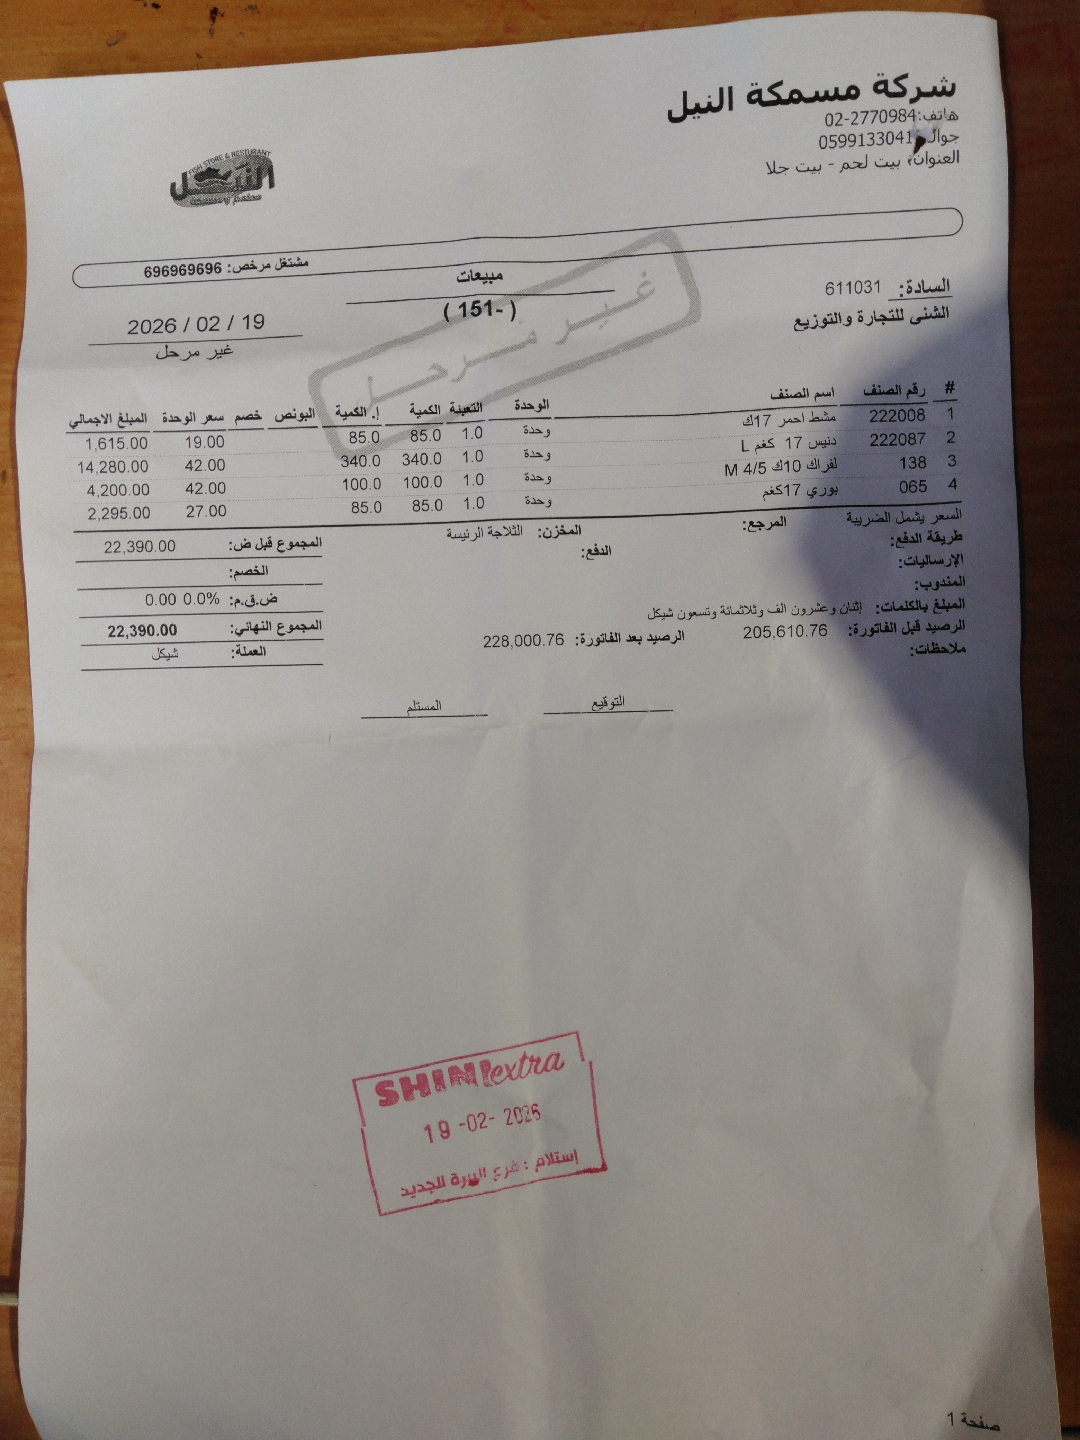 شركة مسمكة النيل
هاتف:02-2770984
جوال 0599133041
العنوان: بيت لحم - بيت جلا
FISH STORE & RESTURANT
النيل
مشتغل مرخص: 696969696
مبيعات
( -151 )
السادة: 611031
الشنى للتجارة والتوزيع
2026 / 02 / 19
غير مرحل
غير مرحل
# رقم الصنف اسم الصنف الوحدة التعبئة الكمية إ. الكمية البونص خصم سعر الوحدة المبلغ الاجمالي
1 222008 مشط احمر 17ك وحدة 1.0 85.0 85.0 19.00 1,615.00
2 222087 دنيس 17 كغم L وحدة 1.0 340.0 340.0 42.00 14,280.00
3 138 لفراك 10ك 4/5 M وحدة 1.0 100.0 100.0 42.00 4,200.00
4 065 بوري 17كغم وحدة 1.0 85.0 85.0 27.00 2,295.00
السعر يشمل الضريبة
المرجع:
المخزن: الثلاجة الرئيسة
طريقة الدفع:
الدفع:
الإرساليات:
المندوب:
المبلغ بالكلمات: إثنان وعشرون الف وثلاثمائة وتسعون شيكل
الرصيد قبل الفاتورة: 205,610.76 الرصيد بعد الفاتورة: 228,000.76
ملاحظات:
المجموع قبل ض: 22,390.00
الخصم:
ض.ق.م: 0.0% 0.00
المجموع النهائي: 22,390.00
العملة: شيكل
التوقيع
المستلم
SHINI extra
19 -02- 2026
إستلام : فرع البيرة الجديد
صفحة 1